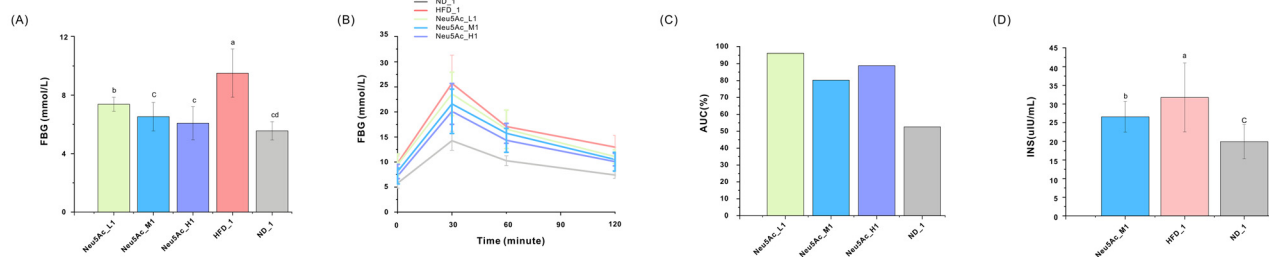 (A)
FBG (mmol/L)
12
8
4
0
b
C
c
a
cd
Neu5Ac_L1
Neu5Ac_M1
Neu5Ac_H1
HFD_1
ND_1
(B)
ND_1
HFD_1
Neu5Ac_L1
Neu5Ac_M1
Neu5Ac_H1
FBG (mmol/L)
35
30
25
20
15
10
5
0
0
30
60
90
120
Time (minute)
(C)
AUC(%)
100
90
80
70
60
50
40
30
20
10
0
Neu5Ac_L1
Neu5Ac_M1
Neu5Ac_H1
ND_1
(D)
INS(uIU/mL)
45
40
35
30
25
20
15
10
5
0
b
a
C
Neu5Ac_M1
HFD_1
ND_1